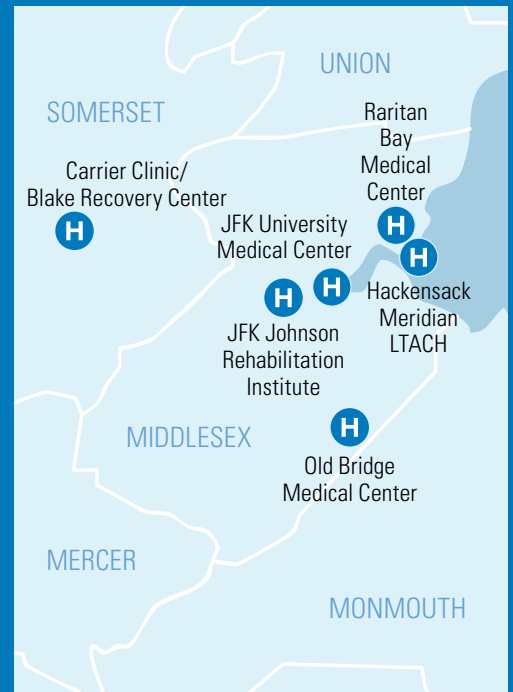 UNION
SOMERSET
Raritan
Bay
Medical
Center
Carrier Clinic/
Blake Recovery Center
H
JFK University
Medical Center
H
H
H
H
Hackensack
Meridian
LTACH
JFK Johnson
Rehabilitation
Institute
H
MIDDLESEX
Old Bridge
Medical Center
MERCER
MONMOUTH